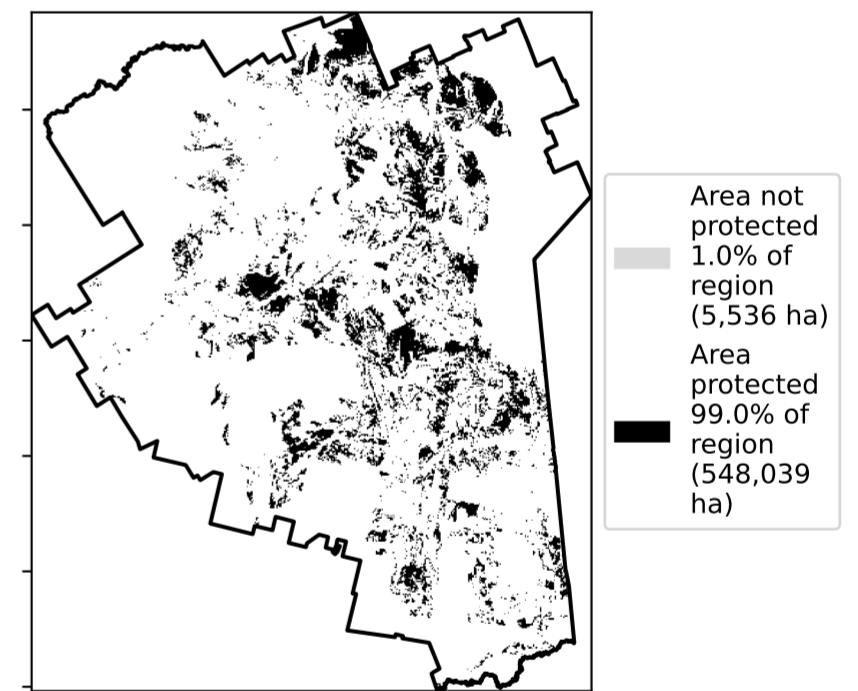 Area not
protected
1.0% of
region
(5,536 ha)
Area
protected
99.0% of
region
(548,039
ha)